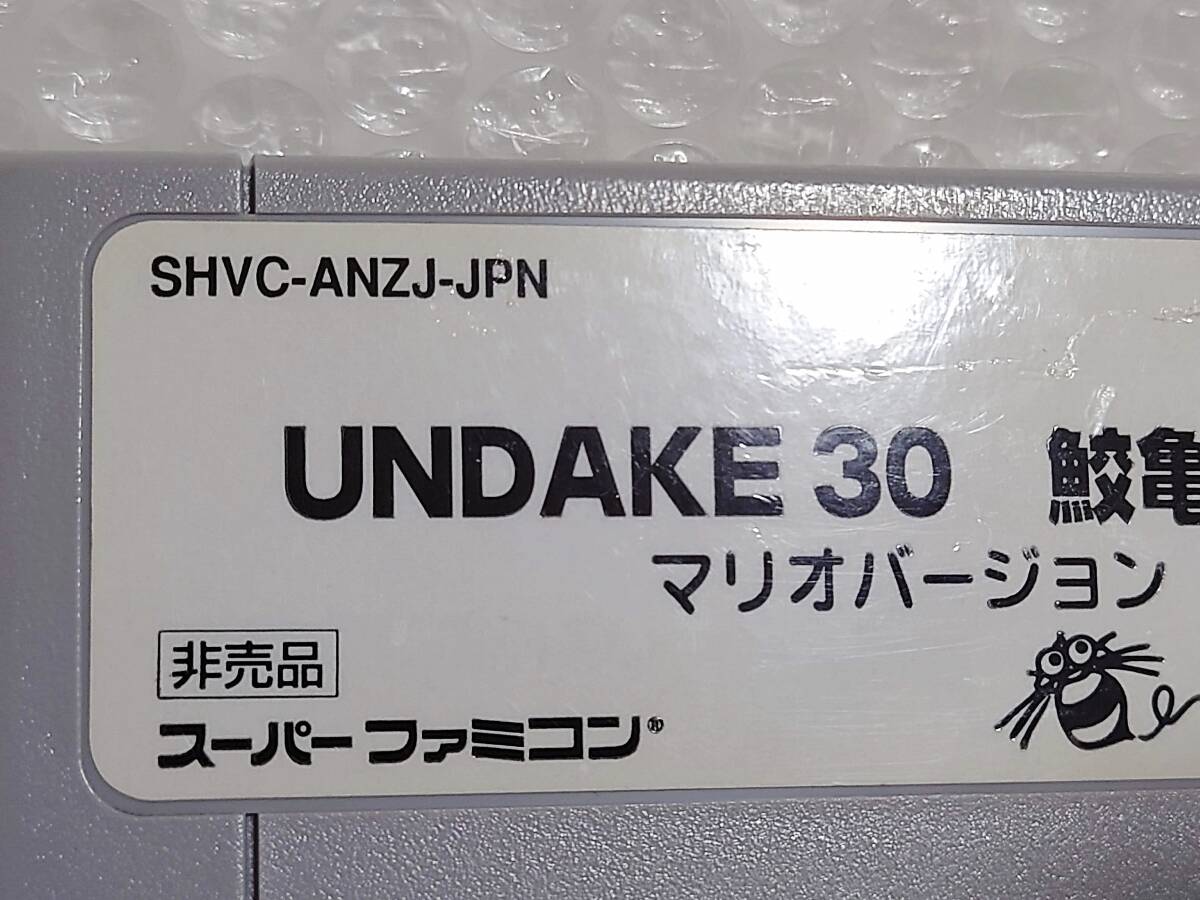 SHVC-ANZJ-JPN
UNDAKE 30 鮫亀
マリオバージョン
非売品
スーパーファミコン®